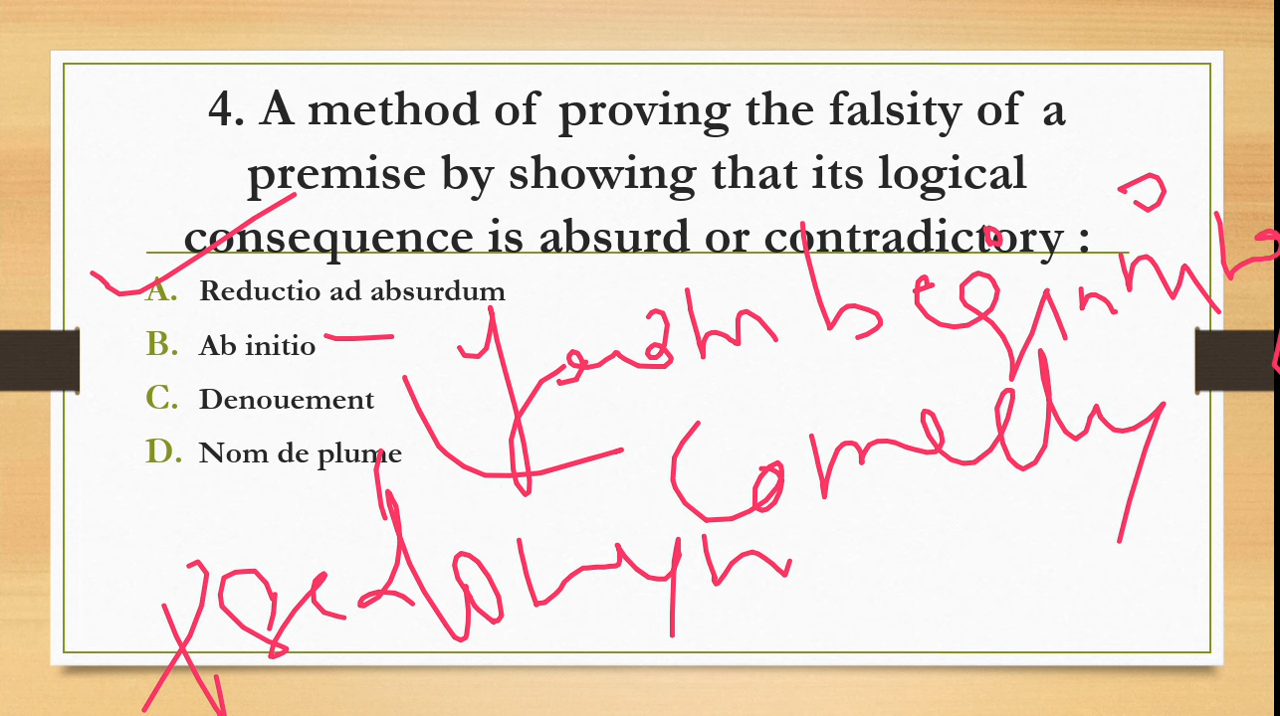 4. A method of proving the falsity of a
premise by showing that its logical
consequence is absurd or contradictory :
A. Reductio ad absurdum
B. Ab initio
C. Denouement
D. Nom de plume
Comedy